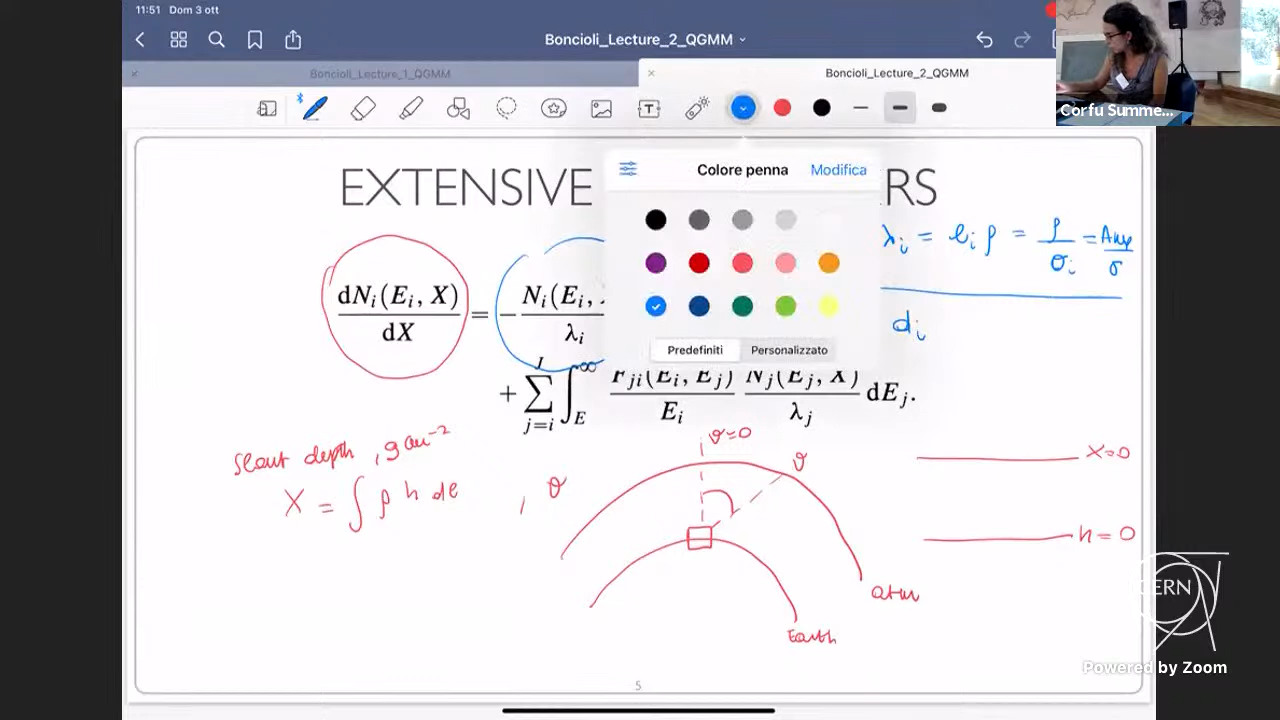 11:51 Dom 3 ott
Boncioli_Lecture_2_QGMM
Boncioli_Lecture_1_QGMM
Boncioli_Lecture_2_QGMM
Corfu Summe...
EXTENSIVE RS
Colore penna Modifica
Predefiniti Personalizzato
λi = ℓi ρ = ρ/σi = /σ
di
dNi(Ei, X)/dX = − Ni(Ei, /λi
+ ∑ j=i J ∫ E ∞ Fji(Ei, Ej)/Ei Nj(Ej, X)/λj dEj.
Slant depth, g cm⁻²
X = ∫ ρ h dℓ , θ
θ=0
θ
X=0
h = 0
atm
Earth
5
CERN
Powered by Zoom